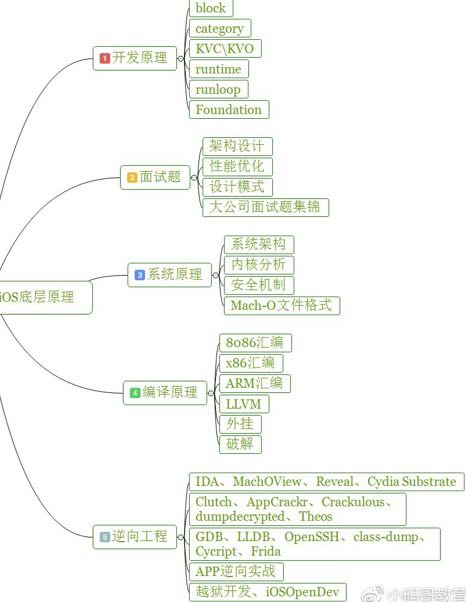 block
category
KVC\KVO
1 开发原理
runtime
runloop
Foundation
架构设计
性能优化
2 面试题
设计模式
大公司面试题集锦
系统架构
内核分析
3 系统原理
安全机制
Mach-O文件格式
iOS底层原理
8086汇编
x86汇编
ARM汇编
4 编译原理
LLVM
外挂
破解
IDA、MachOView、Reveal、Cydia Substrate
Clutch、AppCrackr、Crackulous、
dumpdecrypted、Theos
5 逆向工程
GDB、LLDB、OpenSSH、class-dump、
Cycript、Frida
APP逆向实战
越狱开发、iOSOpenDev
小码哥教育